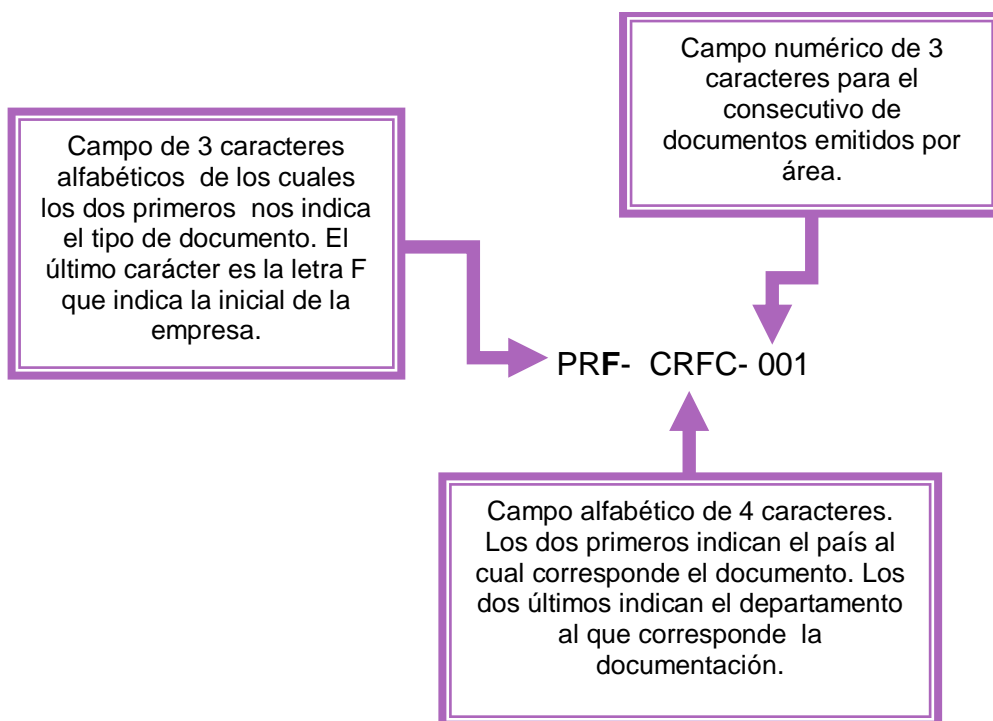 Campo numérico de 3
caracteres para el
consecutivo de
documentos emitidos por
área.
Campo de 3 caracteres
alfabéticos de los cuales
los dos primeros nos indica
el tipo de documento. El
último carácter es la letra F
que indica la inicial de la
empresa.
PRF- CRFC- 001
Campo alfabético de 4 caracteres.
Los dos primeros indican el país al
cual corresponde el documento. Los
dos últimos indican el departamento
al que corresponde la
documentación.